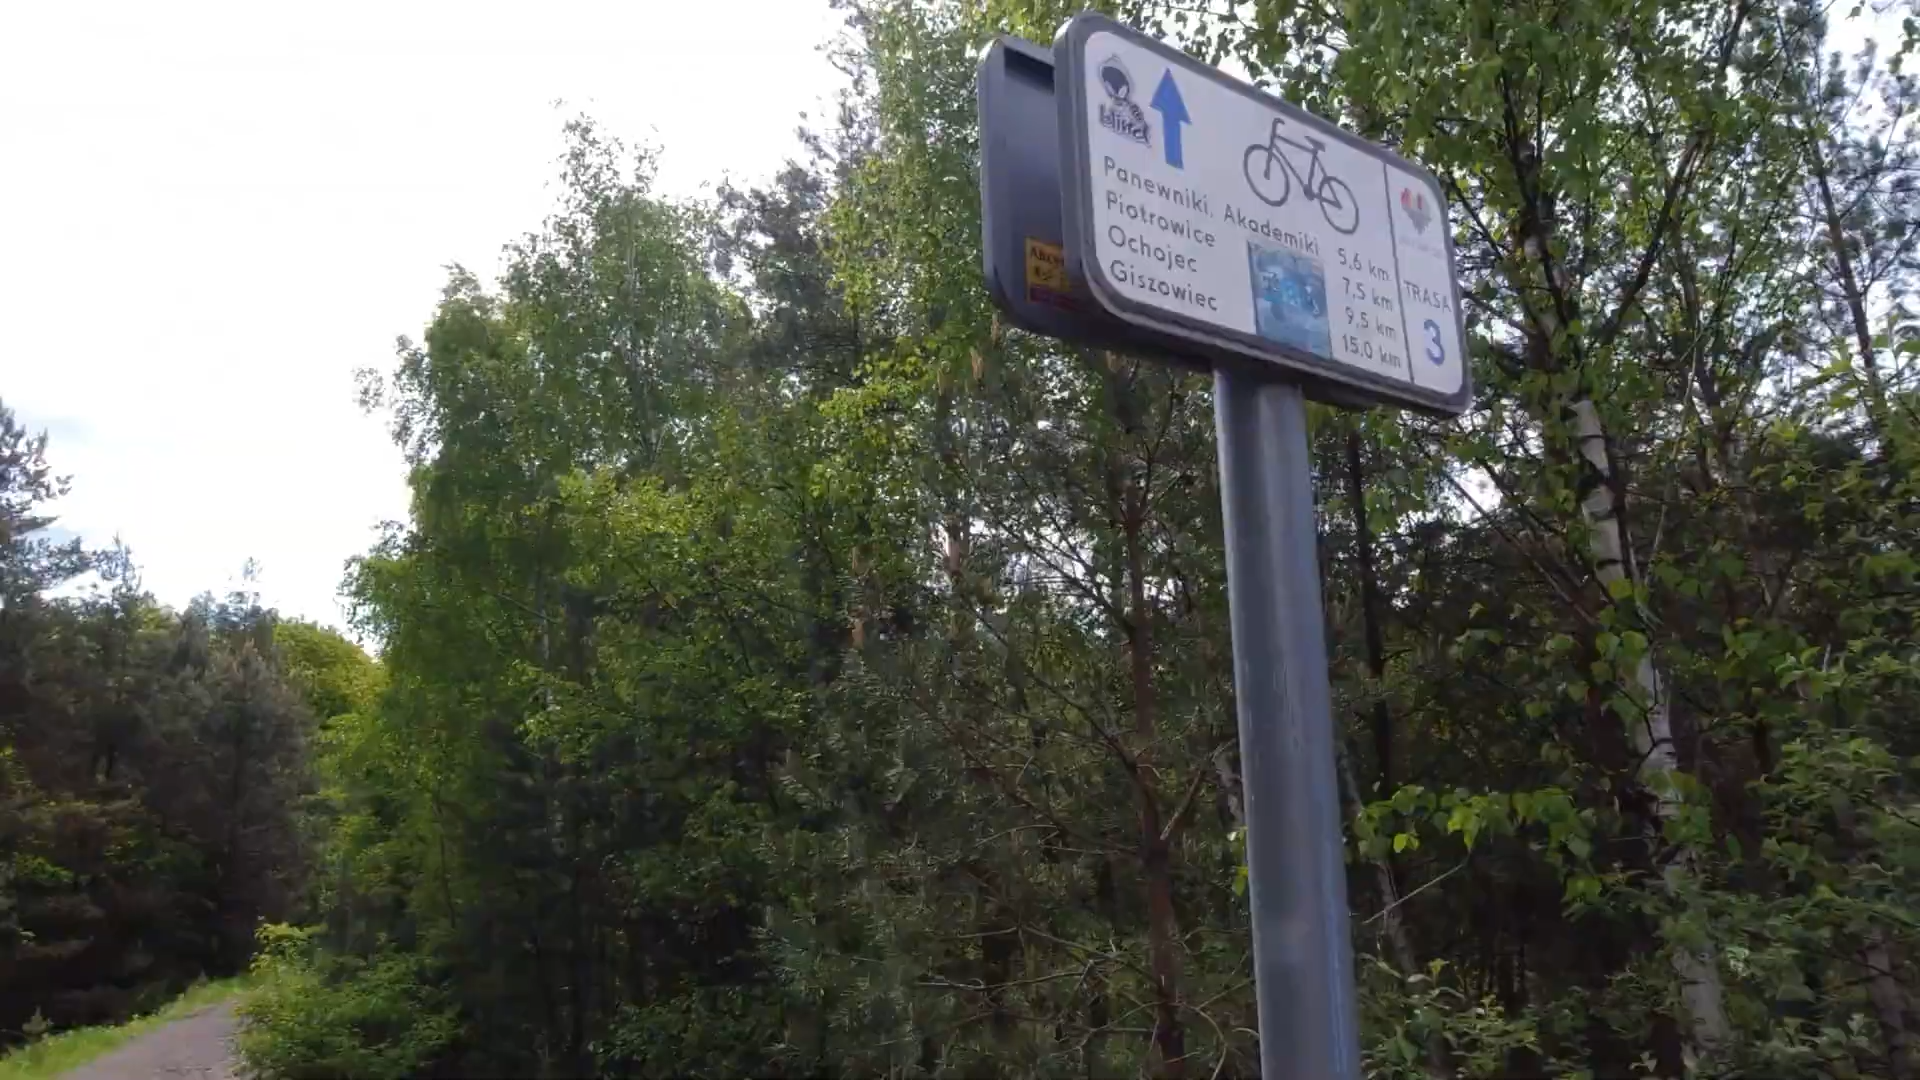 blind
Panewniki, Akademiki 5,6 km
Piotrowice 7,5 km
Ochojec 9,5 km
Giszowiec 15,0 km
TRASA
3